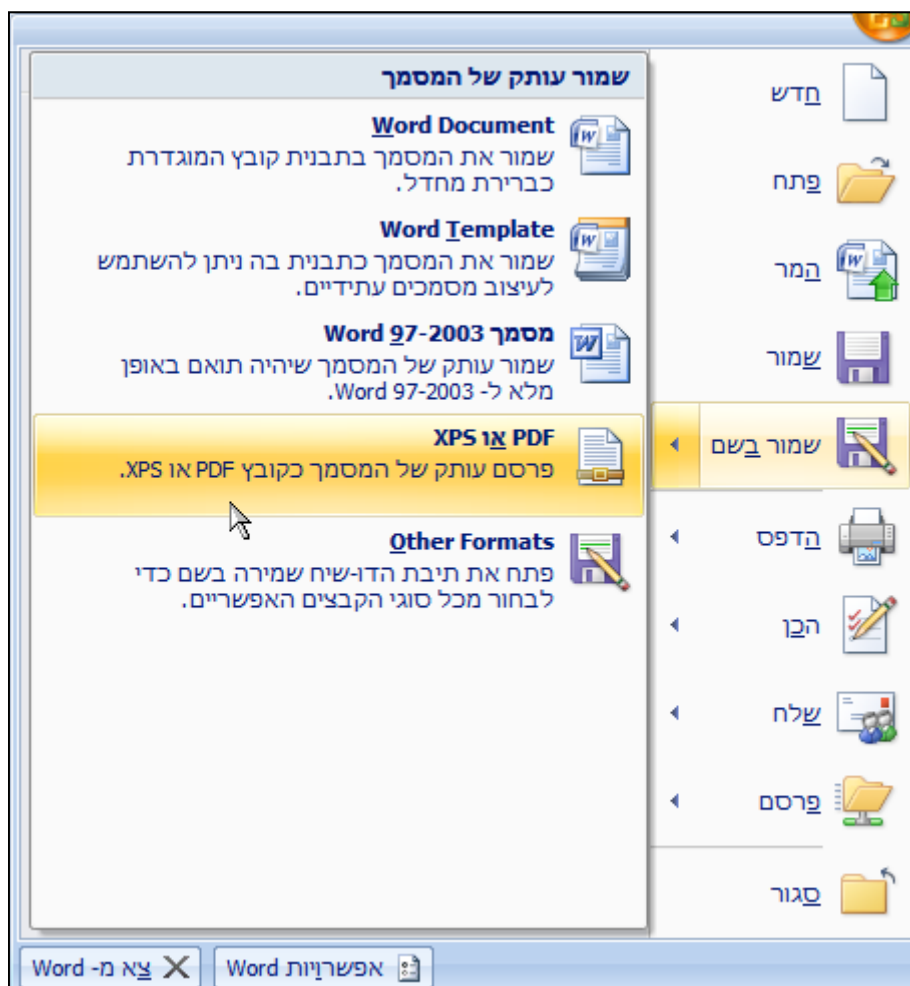 חדש
פתח
המר
שמור
שמור בשם
הדפס
הכן
שלח
פרסם
סגור
שמור עותק של המסמך
Word Document
שמור את המסמך בתבנית קובץ המוגדרת
כברירת מחדל.
Word Template
שמור את המסמך כתבנית בה ניתן להשתמש
לעיצוב מסמכים עתידיים.
מסמך Word 97-2003
שמור עותק של המסמך שיהיה תואם באופן
מלא ל- Word 97-2003.
PDF או XPS
פרסם עותק של המסמך כקובץ PDF או XPS.
Other Formats
פתח את תיבת הדו-שיח שמירה בשם כדי
לבחור מכל סוגי הקבצים האפשריים.
אפשרויות Word
צא מ- Word